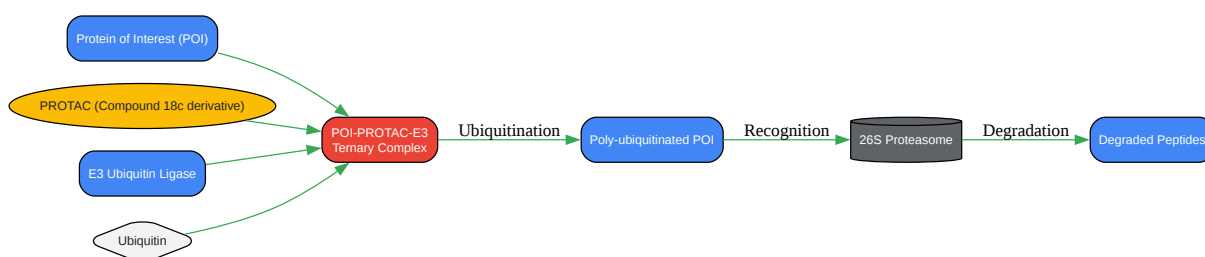 Protein of Interest (POI)
PROTAC (Compound 18c derivative)
E3 Ubiquitin Ligase
Ubiquitin
POI-PROTAC-E3
Ternary Complex
Ubiquitination
Poly-ubiquitinated POI
Recognition
26S Proteasome
Degradation
Degraded Peptides